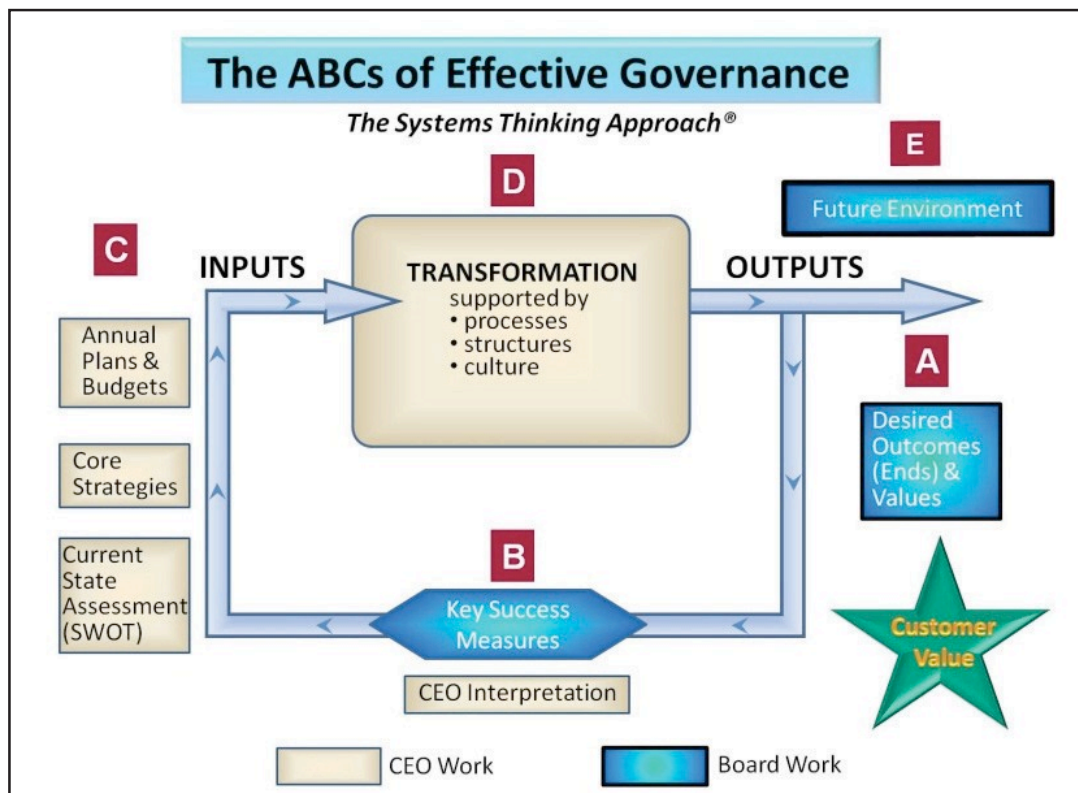 The ABCs of Effective Governance
The Systems Thinking Approach®
E
D
Future Environment
C
INPUTS
TRANSFORMATION
supported by
• processes
• structures
• culture
OUTPUTS
Annual
Plans &
Budgets
A
Desired
Outcomes
(Ends) &
Values
Core
Strategies
Current
State
Assessment
(SWOT)
B
Key Success
Measures
CEO Interpretation
Customer
Value
CEO Work
Board Work